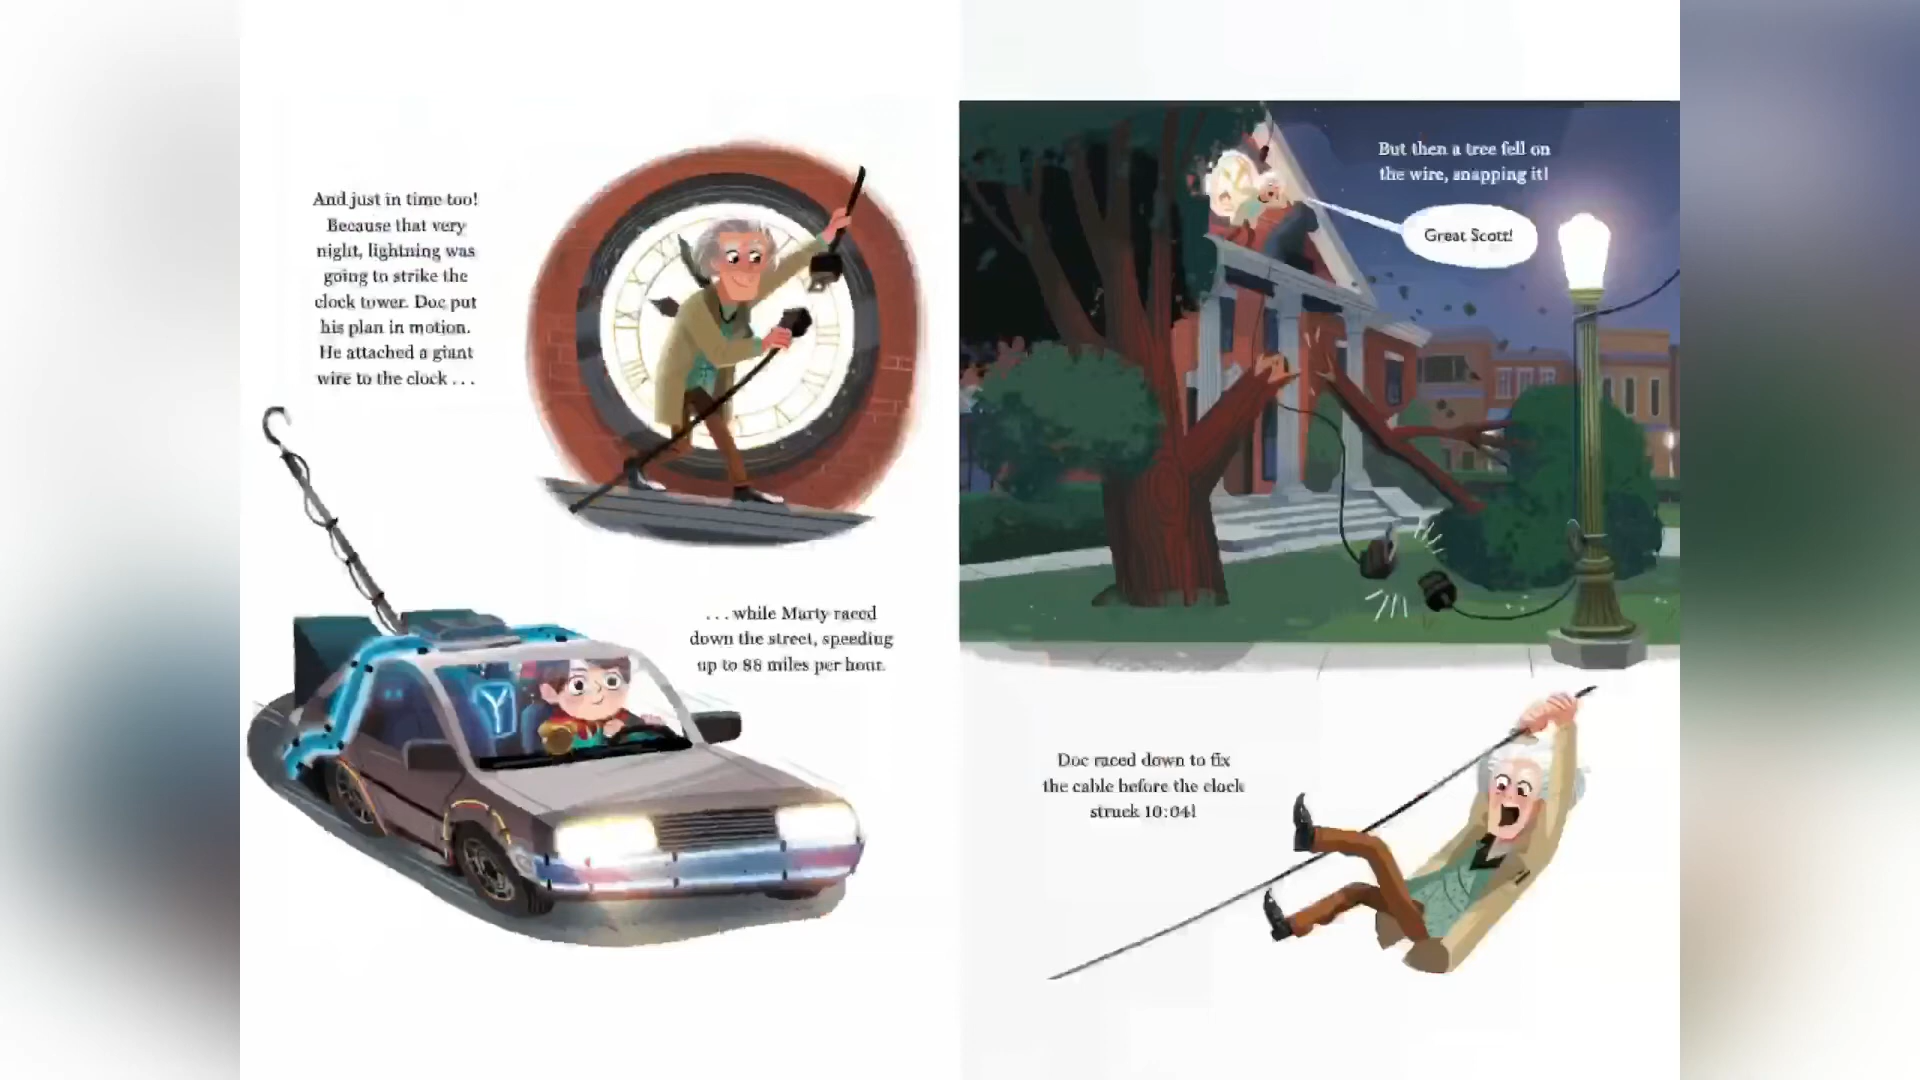 And just in time too!
Because that very
night, lightning was
going to strike the
clock tower. Doc put
his plan in motion.
He attached a giant
wire to the clock . . .
. . . while Marty raced
down the street, speeding
up to 88 miles per hour.
But then a tree fell on
the wire, snapping it!
Great Scott!
Doc raced down to fix
the cable before the clock
struck 10:04!